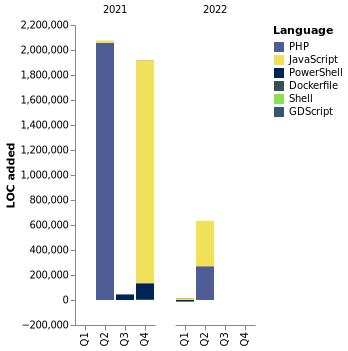 2021
2022
LOC added
2,200,000
2,000,000
1,800,000
1,600,000
1,400,000
1,200,000
1,000,000
800,000
600,000
400,000
200,000
0
−200,000
Q1
Q2
Q3
Q4
Q1
Q2
Q3
Q4
Language
PHP
JavaScript
PowerShell
Dockerfile
Shell
GDScript